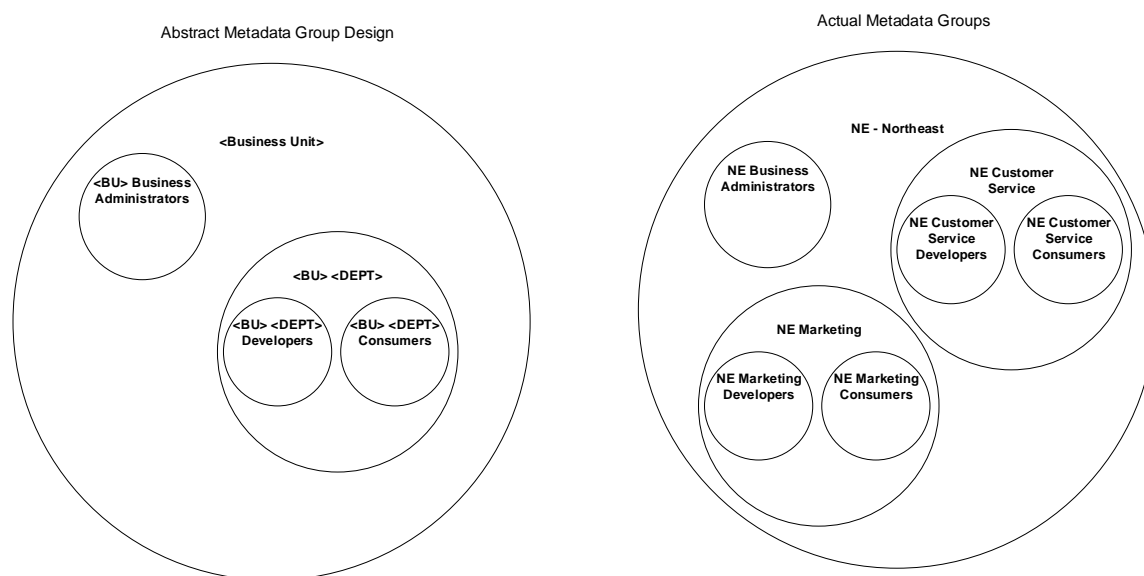 Abstract Metadata Group Design
<Business Unit>
<BU> Business
Administrators
<BU> <DEPT>
<BU> <DEPT>
Developers
<BU> <DEPT>
Consumers
Actual Metadata Groups
NE - Northeast
NE Business
Administrators
NE Customer
Service
NE Customer
Service
Developers
NE Customer
Service
Consumers
NE Marketing
NE Marketing
Developers
NE Marketing
Consumers